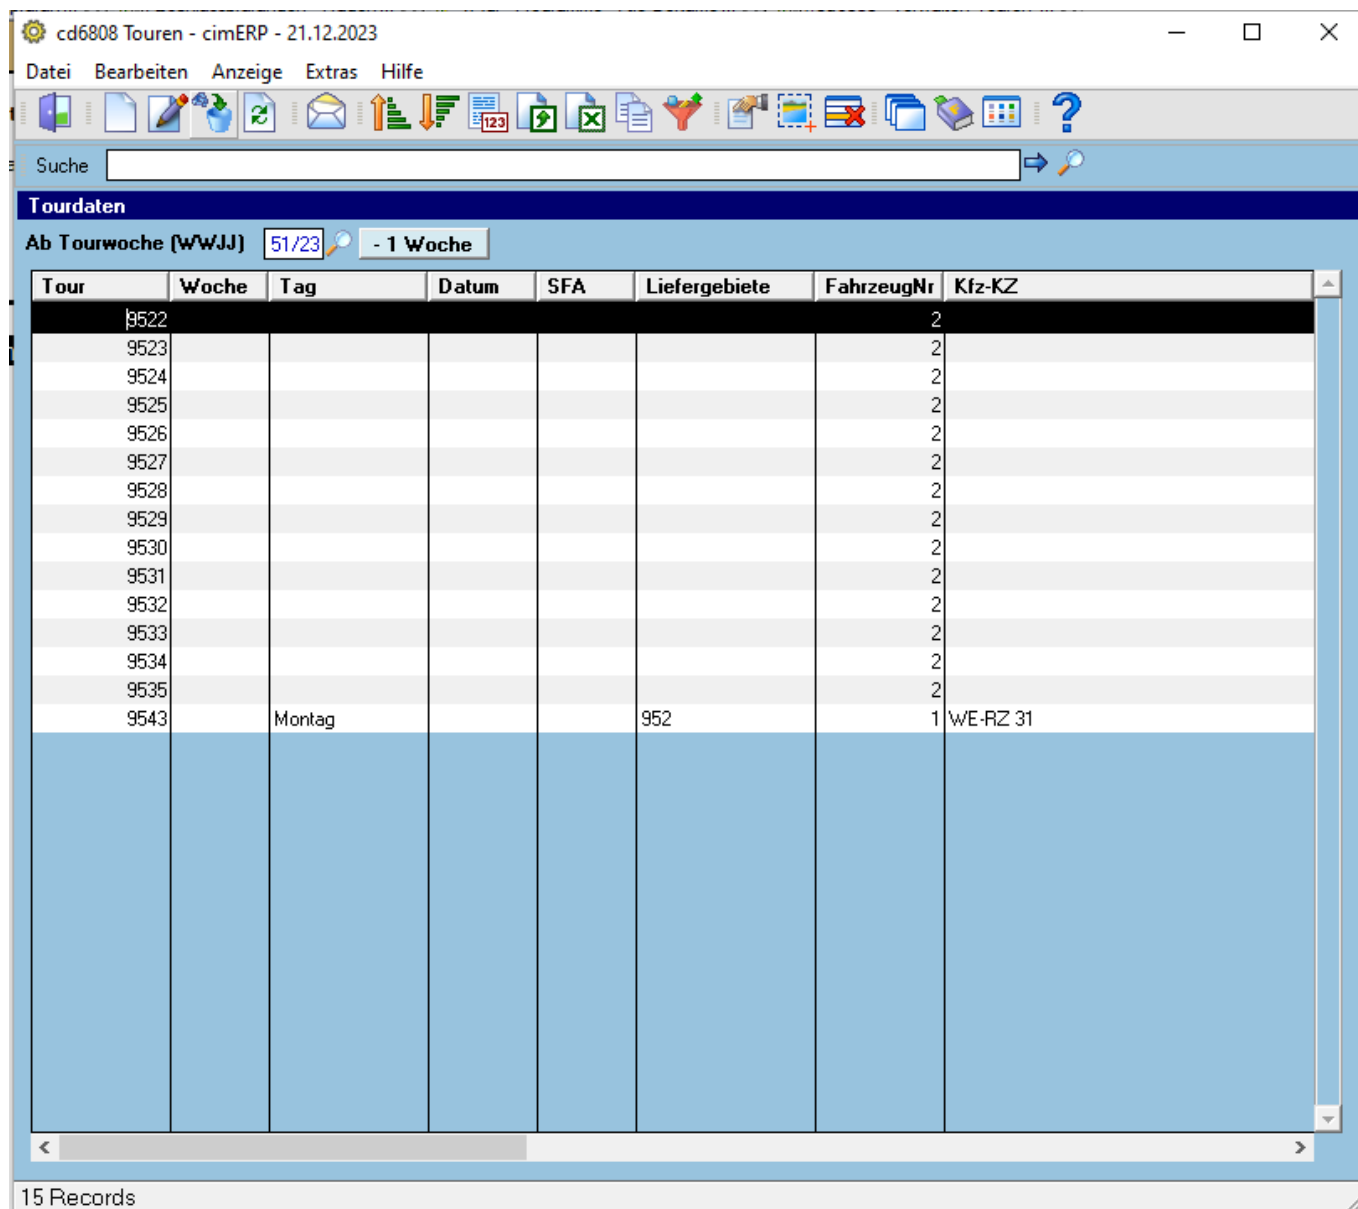 cd6808 Touren - cimERP - 21.12.2023
Datei Bearbeiten Anzeige Extras Hilfe
123
Suche
Tourdaten
Ab Tourwoche (WWJJ) 51/23 - 1 Woche
Tour Woche Tag Datum SFA Liefergebiete FahrzeugNr Kfz-KZ
9522 2
9523 2
9524 2
9525 2
9526 2
9527 2
9528 2
9529 2
9530 2
9531 2
9532 2
9533 2
9534 2
9535 2
9543 Montag 952 1 WE-RZ 31
15 Records